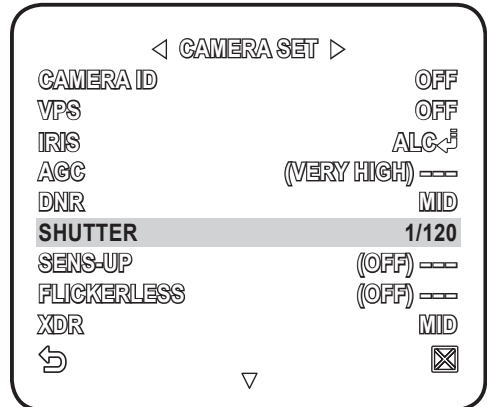 ◁ CAMERA SET ▷
CAMERA ID OFF
VPS OFF
IRIS ALC
AGC (VERY HIGH) ---
DNR MID
SHUTTER 1/120
SENS-UP (OFF) ---
FLICKERLESS (OFF) ---
XDR MID